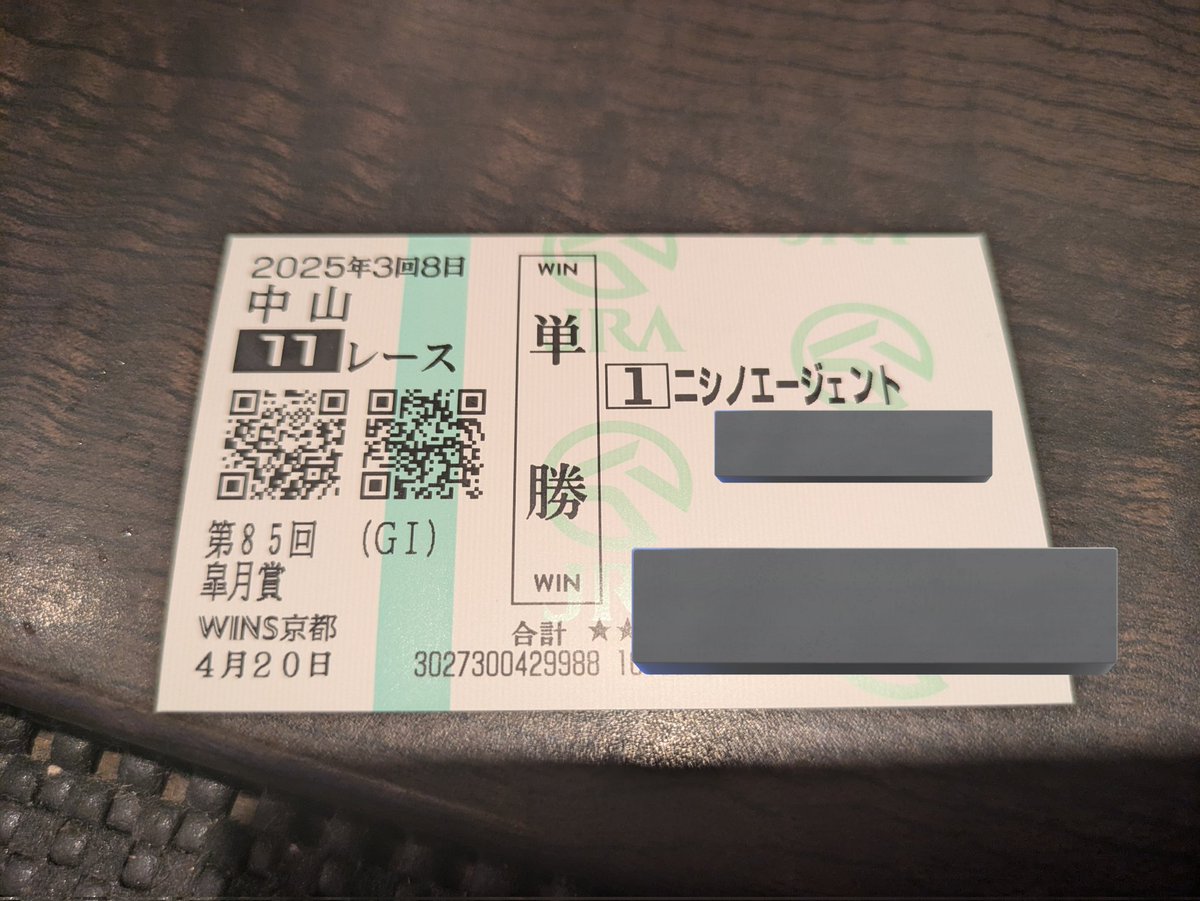 2025年3回8日
中山
11レース
第85回 (GI)
皐月賞
WINS京都
4月20日
WIN
単勝
WIN
1 ニシノエージェント
合計 ★★
3027300429988
JRA
JRA
JRA